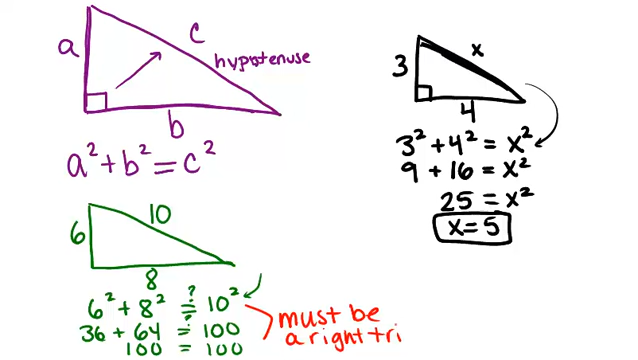 a
c
hypotenuse
b
a² + b² = c²
3
x
4
3² + 4² = x²
9 + 16 = x²
25 = x²
x = 5
6
10
8
6² + 8² ≟ 10²
36 + 64 ≟ 100
100 = 100
must be
a right tri